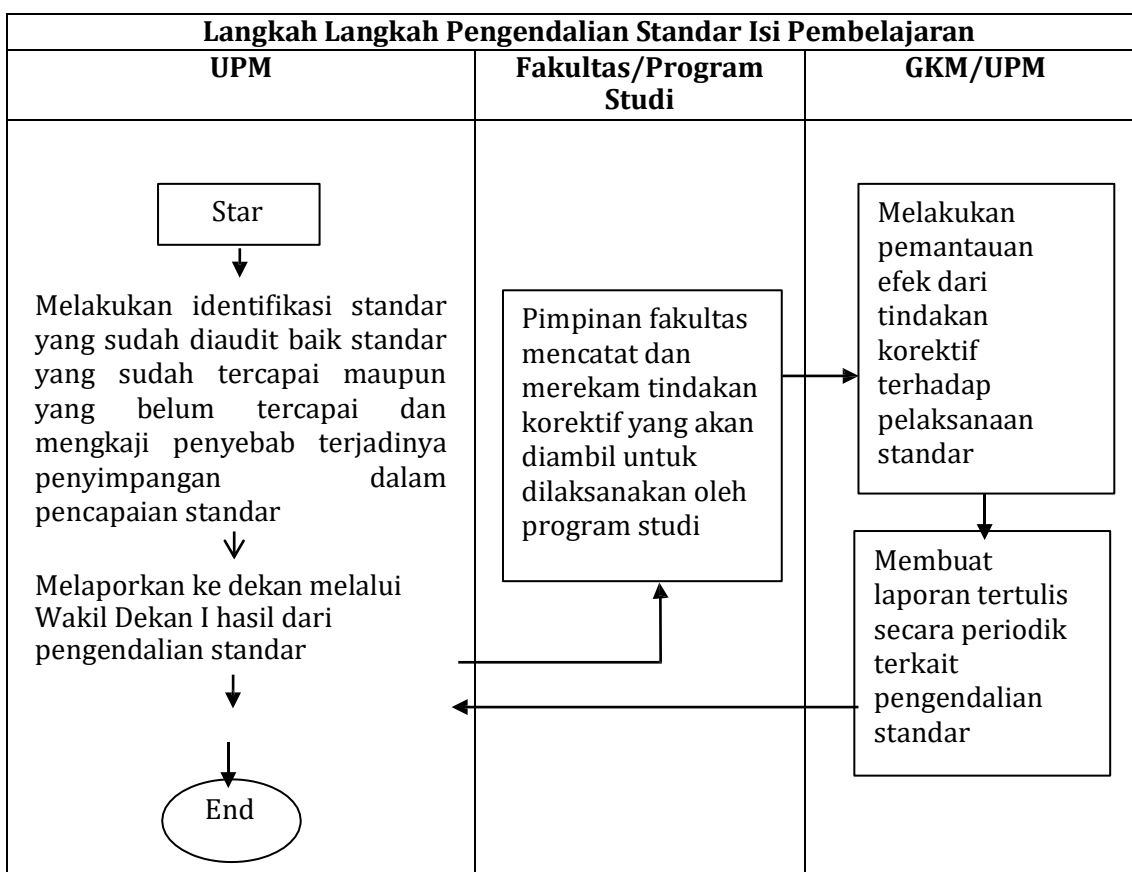 Langkah Langkah Pengendalian Standar Isi Pembelajaran
UPM
Fakultas/Program
Studi
GKM/UPM
Star
Melakukan identifikasi standar
yang sudah diaudit baik standar
yang sudah tercapai maupun
yang belum tercapai dan
mengkaji penyebab terjadinya
penyimpangan dalam
pencapaian standar
Melaporkan ke dekan melalui
Wakil Dekan I hasil dari
pengendalian standar
End
Pimpinan fakultas
mencatat dan
merekam tindakan
korektif yang akan
diambil untuk
dilaksanakan oleh
program studi
Melakukan
pemantauan
efek dari
tindakan
korektif
terhadap
pelaksanaan
standar
Membuat
laporan tertulis
secara periodik
terkait
pengendalian
standar